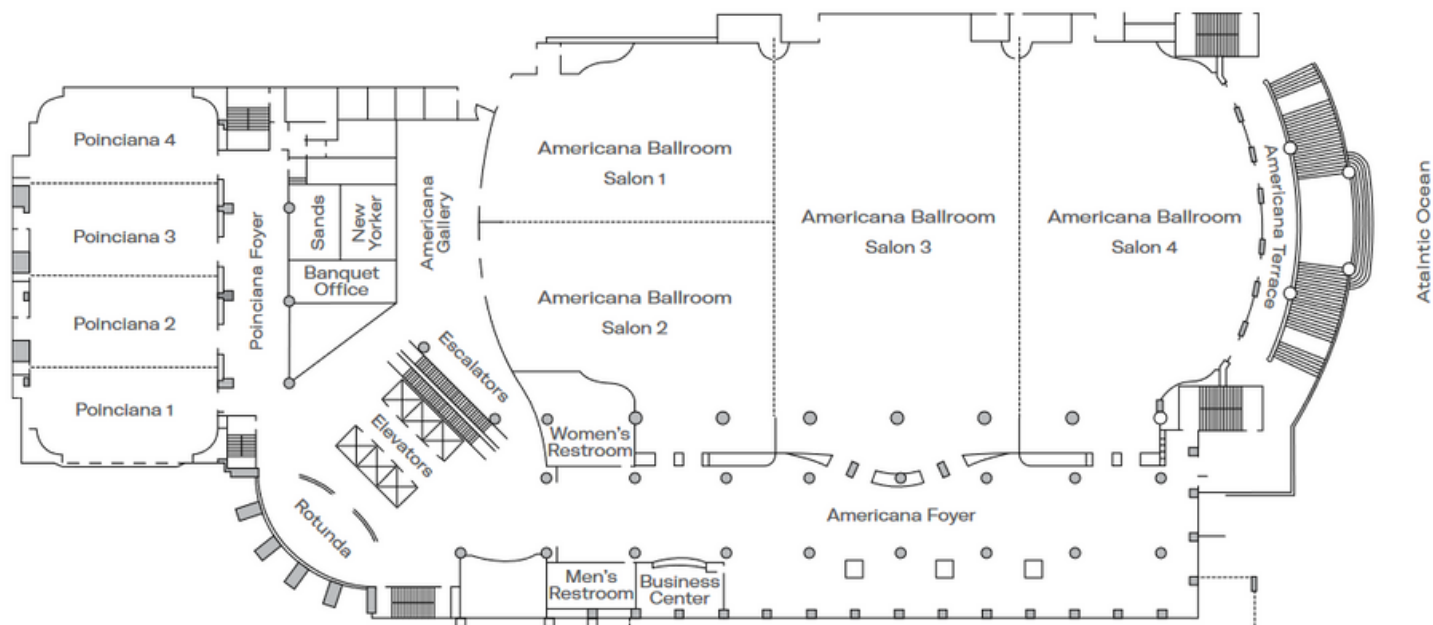 Poinciana 4
Poinciana 3
Poinciana 2
Poinciana 1
Poinciana Foyer
Sands
New
Yorker
Banquet
Office
Americana
Gallery
Escalators
Elevators
Rotunda
Americana Ballroom
Salon 1
Americana Ballroom
Salon 2
Americana Ballroom
Salon 3
Americana Ballroom
Salon 4
Americana Terrace
Atalntic Ocean
Women's
Restroom
Americana Foyer
Men's
Restroom
Business
Center